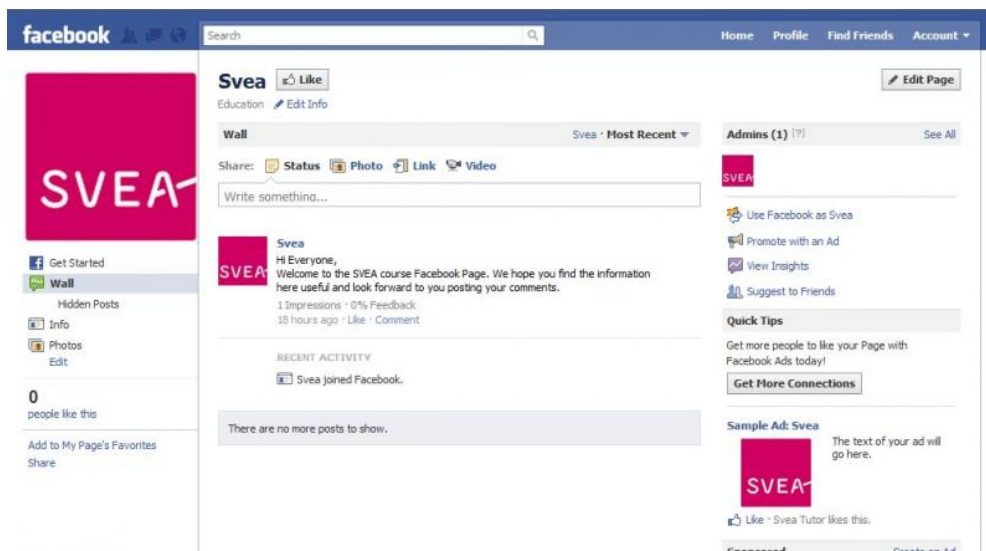 facebook
Search
Home Profile Find Friends Account
SVEA
Get Started
Wall
Hidden Posts
Info
Photos
Edit
0
people like this
Add to My Page's Favorites
Share
Svea Like
Education Edit Info
Edit Page
Wall Svea · Most Recent
Share: Status Photo Link Video
Write something...
SVEA
Svea
Hi Everyone,
Welcome to the SVEA course Facebook Page. We hope you find the information
here useful and look forward to you posting your comments.
1 Impressions · 0% Feedback
18 hours ago · Like · Comment
RECENT ACTIVITY
Svea joined Facebook.
There are no more posts to show.
Admins (1) [?] See All
SVEA
Use Facebook as Svea
Promote with an Ad
View Insights
Suggest to Friends
Quick Tips
Get more people to like your Page with
Facebook Ads today!
Get More Connections
Sample Ad: Svea
SVEA
The text of your ad will
go here.
Like · Svea Tutor likes this.
Sponsored Create an Ad